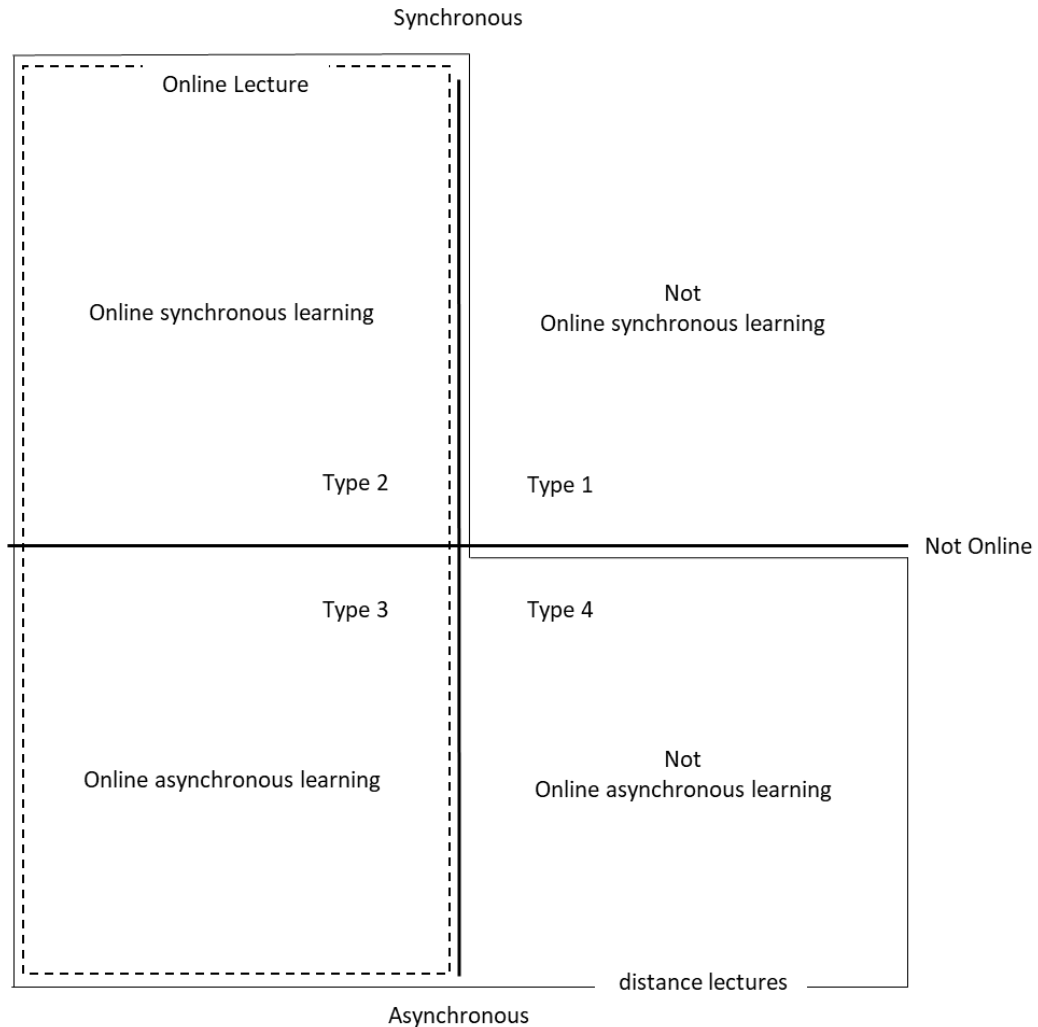 Synchronous
Online Lecture
Not
Online synchronous learning
Online synchronous learning
Type 2
Type 1
Not Online
Type 3
Type 4
Not
Online asynchronous learning
Online asynchronous learning
distance lectures
Asynchronous